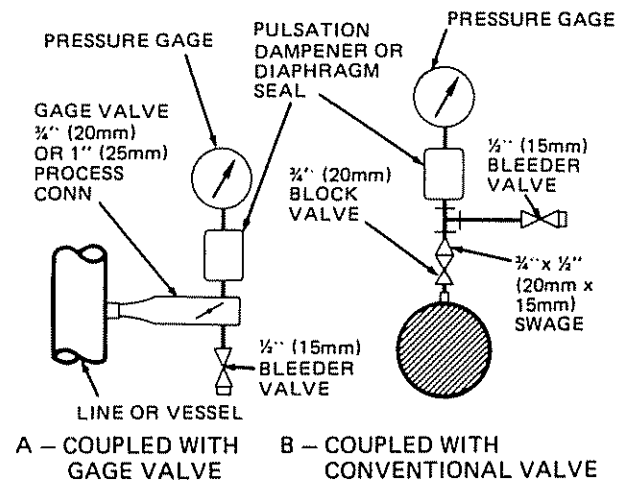 PRESSURE GAGE
PULSATION
DAMPENER OR
DIAPHRAGM
SEAL
PRESSURE GAGE
GAGE VALVE
¾" (20mm)
OR 1" (25mm)
PROCESS
CONN
¾" (20mm)
BLOCK
VALVE
½" (15mm)
BLEEDER
VALVE
¾" x ½"
(20mm x
15mm)
SWAGE
½" (15mm)
BLEEDER
VALVE
LINE OR VESSEL
A – COUPLED WITH
GAGE VALVE
B – COUPLED WITH
CONVENTIONAL VALVE